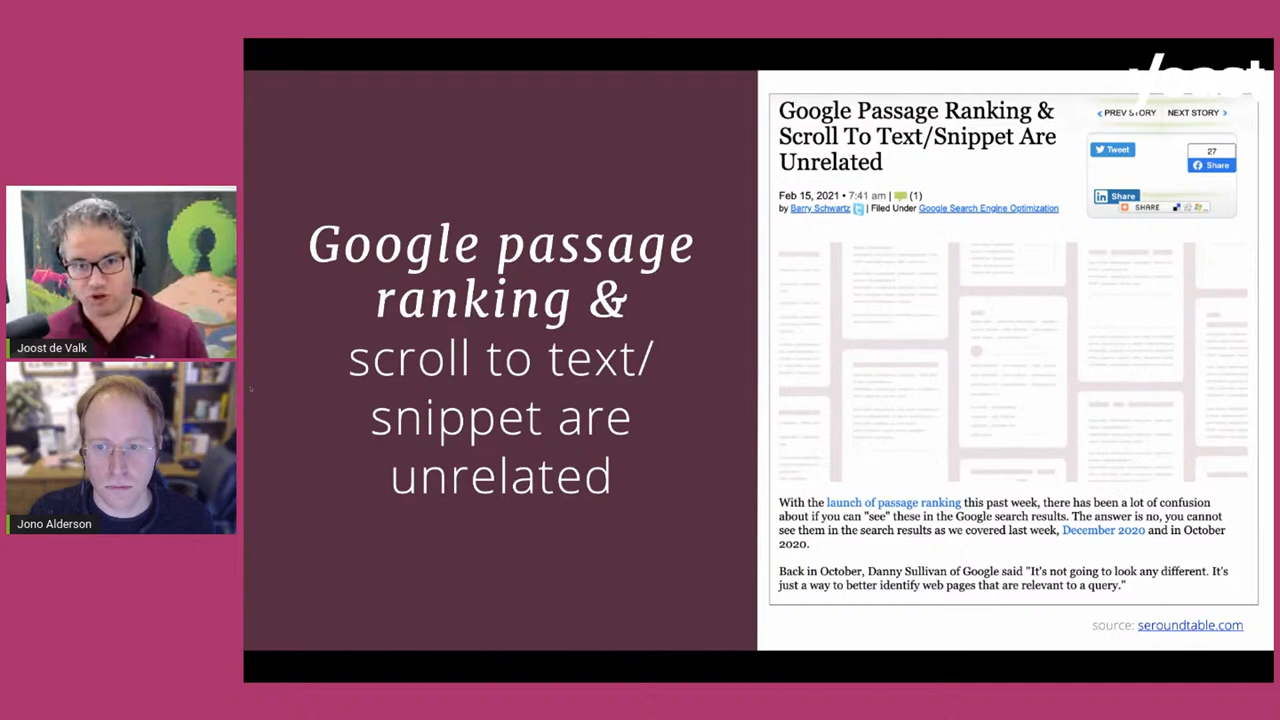 yoast
Google passage
ranking &
scroll to text/
snippet are
unrelated
Google Passage Ranking &
Scroll To Text/Snippet Are
Unrelated
PREV STORY NEXT STORY
Tweet
27
Share
Share
SHARE
Feb 15, 2021 • 7:41 am | (1)
by Barry Schwartz | Filed Under Google Search Engine Optimization
With the launch of passage ranking this past week, there has been a lot of confusion
about if you can "see" these in the Google search results. The answer is no, you cannot
see them in the search results as we covered last week, December 2020 and in October
2020.
Back in October, Danny Sullivan of Google said "It's not going to look any different. It's
just a way to better identify web pages that are relevant to a query."
source: seroundtable.com
Joost de Valk
Jono Alderson